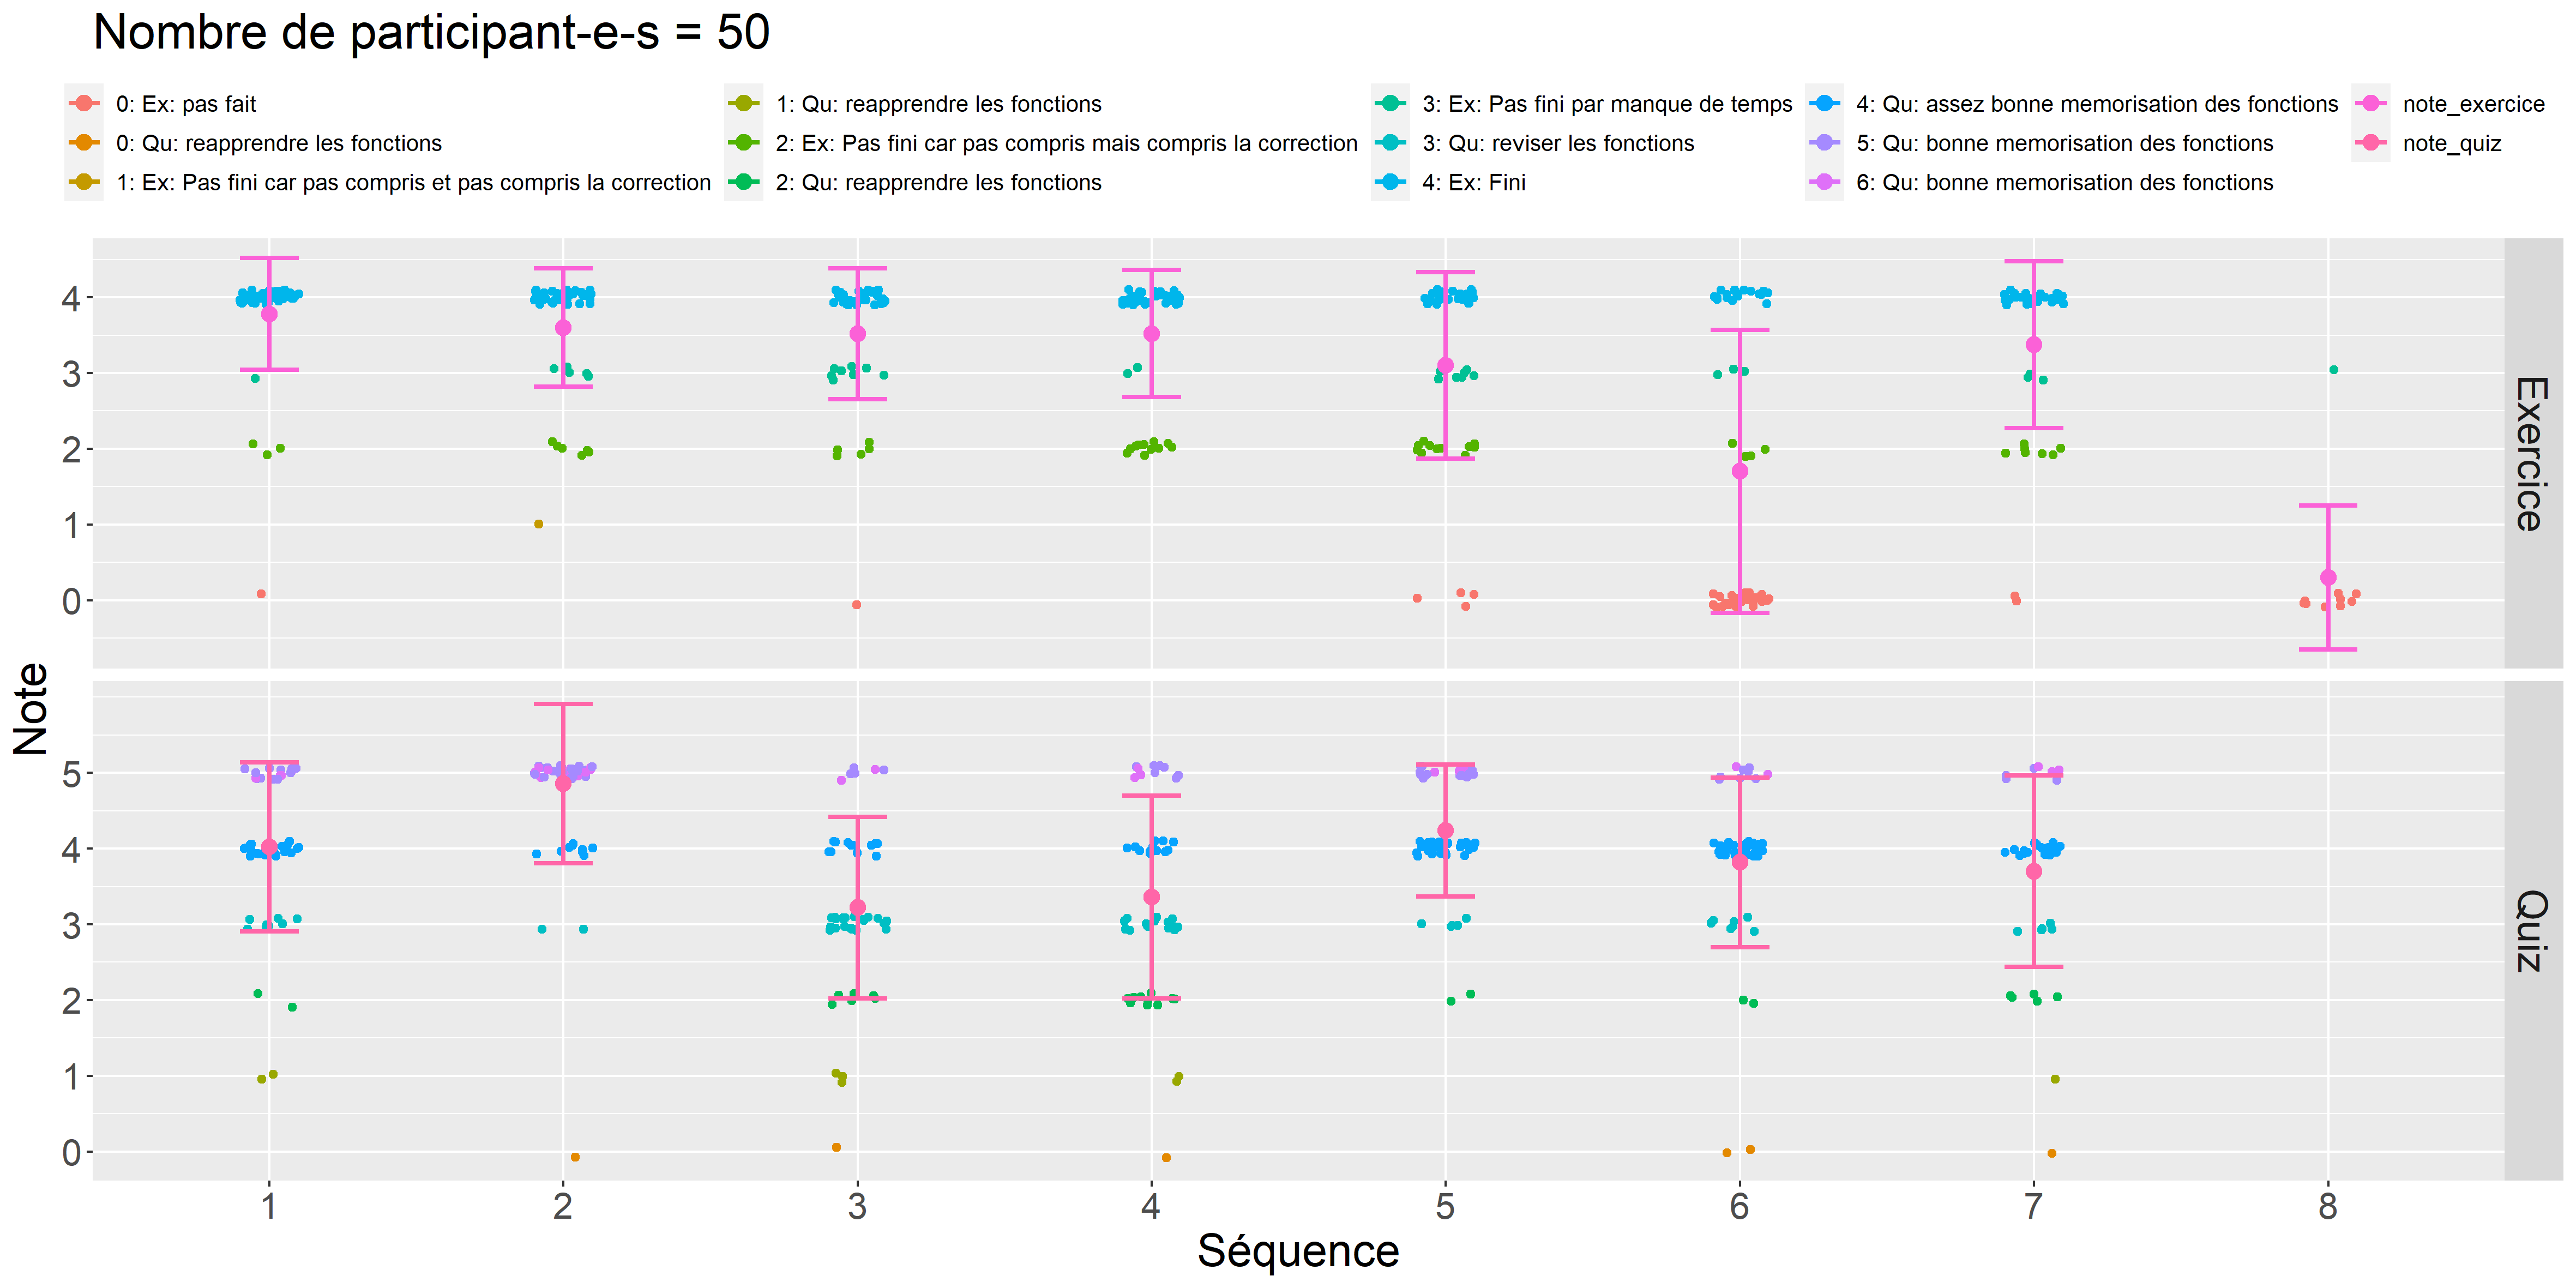 Nombre de participant-e-s = 50
0: Ex: pas fait
0: Qu: reapprendre les fonctions
1: Ex: Pas fini car pas compris et pas compris la correction
1: Qu: reapprendre les fonctions
2: Ex: Pas fini car pas compris mais compris la correction
2: Qu: reapprendre les fonctions
3: Ex: Pas fini par manque de temps
3: Qu: reviser les fonctions
4: Ex: Fini
4: Qu: assez bonne memorisation des fonctions
5: Qu: bonne memorisation des fonctions
6: Qu: bonne memorisation des fonctions
note_exercice
note_quiz
4
3
2
1
0
Exercice
Note
5
4
3
2
1
0
Quiz
1 2 3 4 5 6 7 8
Séquence